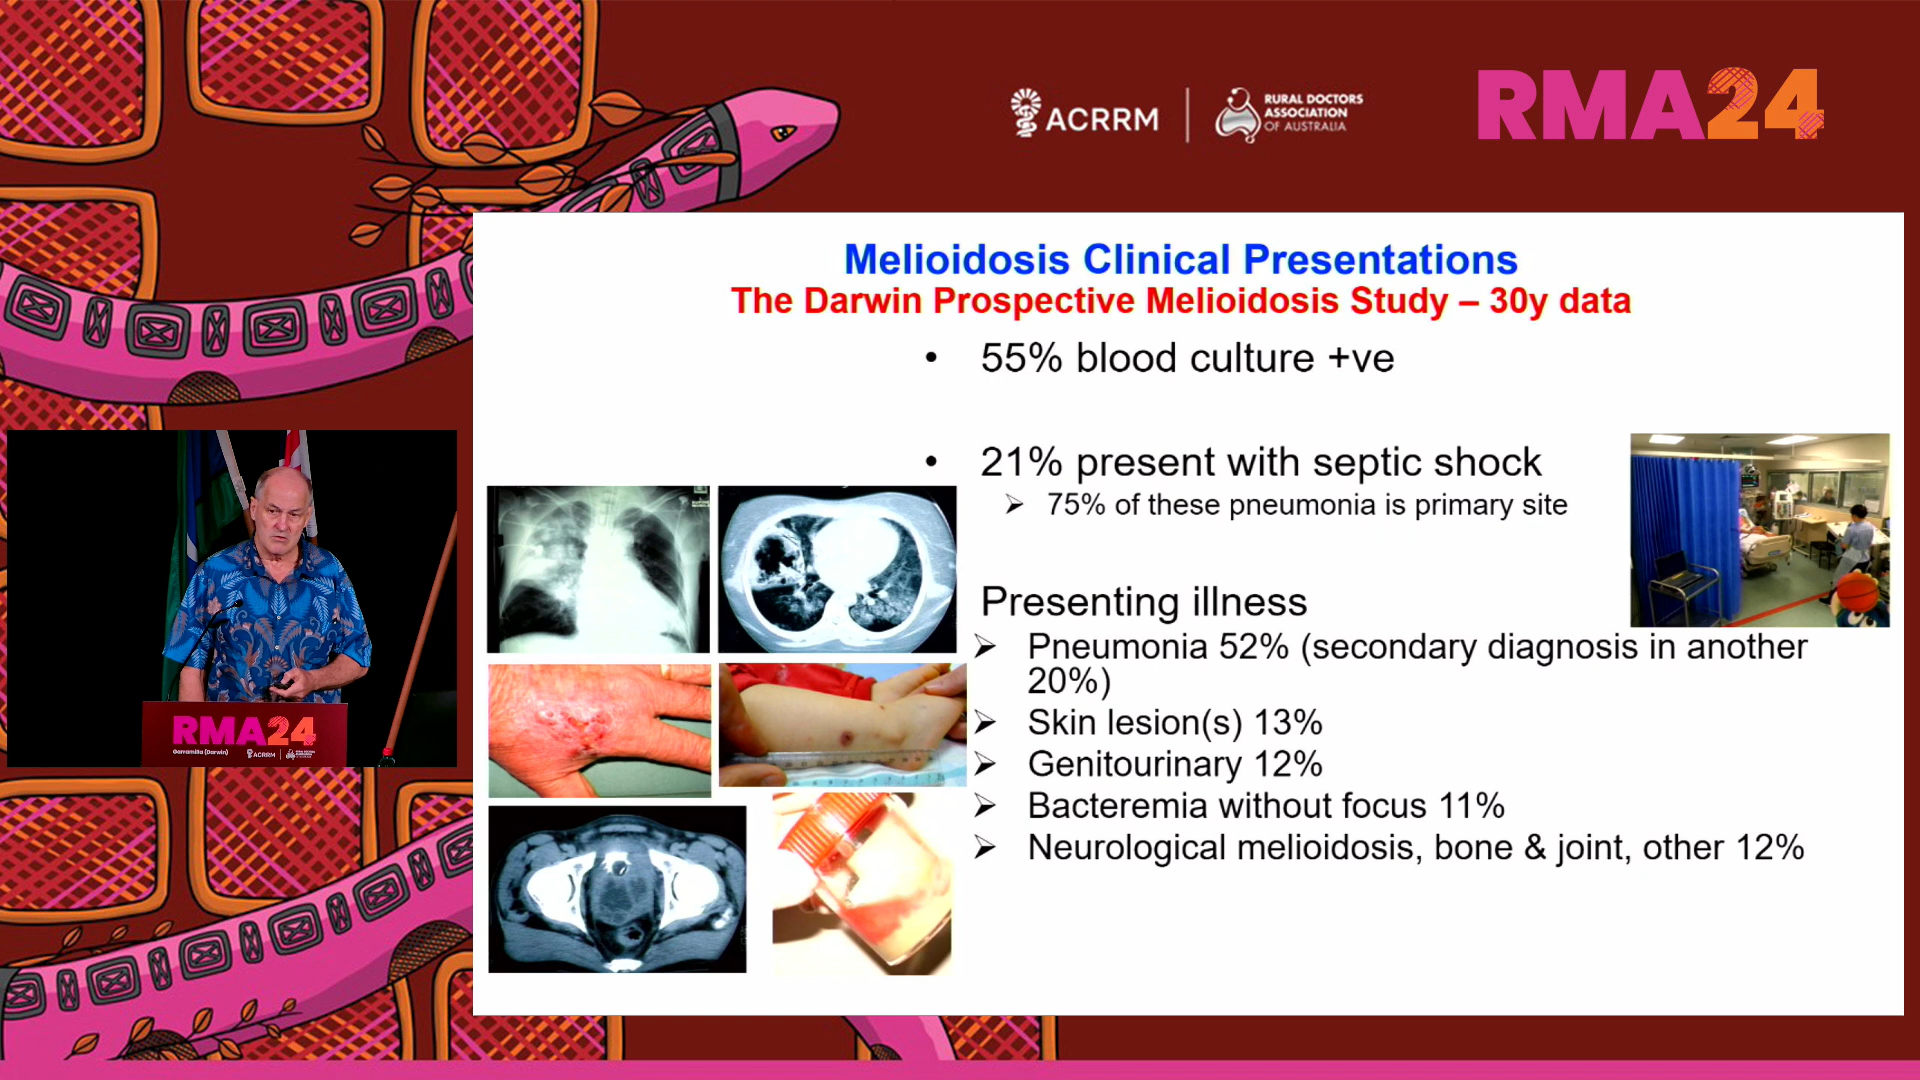 ACRRM
RURAL DOCTORS
ASSOCIATION
OF AUSTRALIA
RMA24
Melioidosis Clinical Presentations
The Darwin Prospective Melioidosis Study – 30y data
• 55% blood culture +ve
• 21% present with septic shock
➢ 75% of these pneumonia is primary site
Presenting illness
➢ Pneumonia 52% (secondary diagnosis in another
20%)
➢ Skin lesion(s) 13%
➢ Genitourinary 12%
➢ Bacteremia without focus 11%
➢ Neurological melioidosis, bone & joint, other 12%
RMA24
Garramilla (Darwin)
ACRRM